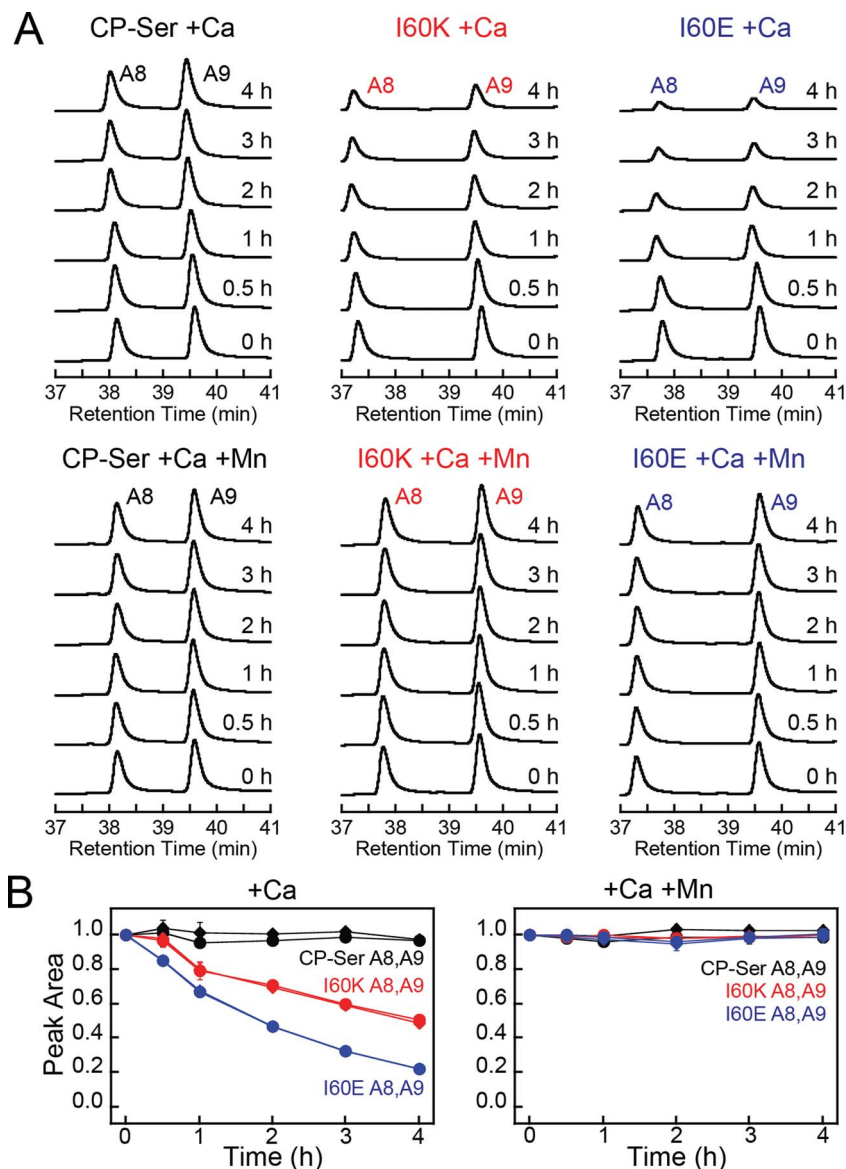 A
CP-Ser +Ca
I60K +Ca
I60E +Ca
A8 A9 4 h
3 h
2 h
1 h
0.5 h
0 h
37 38 39 40 41
Retention Time (min)
A8 A9 4 h
3 h
2 h
1 h
0.5 h
0 h
37 38 39 40 41
Retention Time (min)
A8 A9 4 h
3 h
2 h
1 h
0.5 h
0 h
37 38 39 40 41
Retention Time (min)
CP-Ser +Ca +Mn
I60K +Ca +Mn
I60E +Ca +Mn
A8 A9 4 h
3 h
2 h
1 h
0.5 h
0 h
37 38 39 40 41
Retention Time (min)
A8 A9 4 h
3 h
2 h
1 h
0.5 h
0 h
37 38 39 40 41
Retention Time (min)
A8 A9 4 h
3 h
2 h
1 h
0.5 h
0 h
37 38 39 40 41
Retention Time (min)
B
+Ca
Peak Area
1.0
0.8
0.6
0.4
0.2
0.0
CP-Ser A8,A9
I60K A8,A9
I60E A8,A9
0 1 2 3 4
Time (h)
+Ca +Mn
1.0
0.8
0.6
0.4
0.2
0.0
CP-Ser A8,A9
I60K A8,A9
I60E A8,A9
0 1 2 3 4
Time (h)